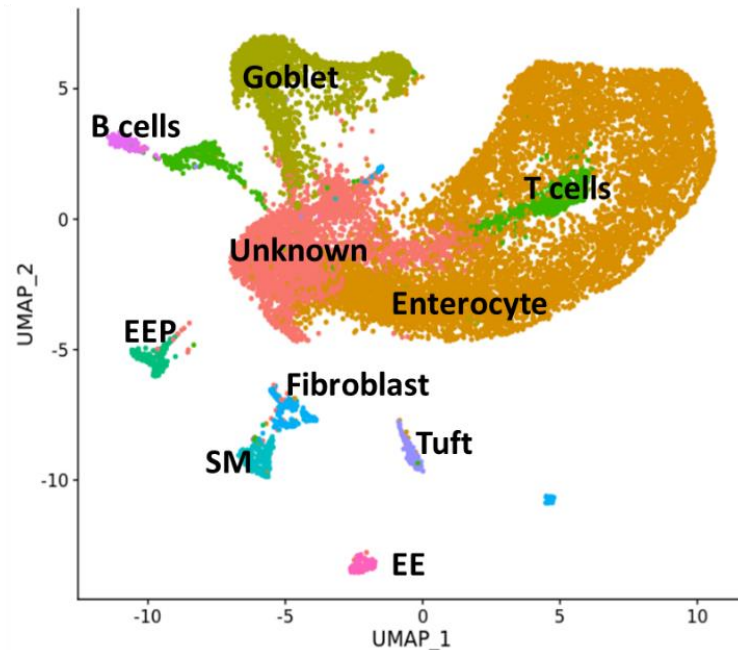 Goblet
B cells
T cells
Unknown
Enterocyte
EEP
Fibroblast
SM
Tuft
EE
5
0
-5
-10
UMAP_2
-10
-5
0
5
10
UMAP_1